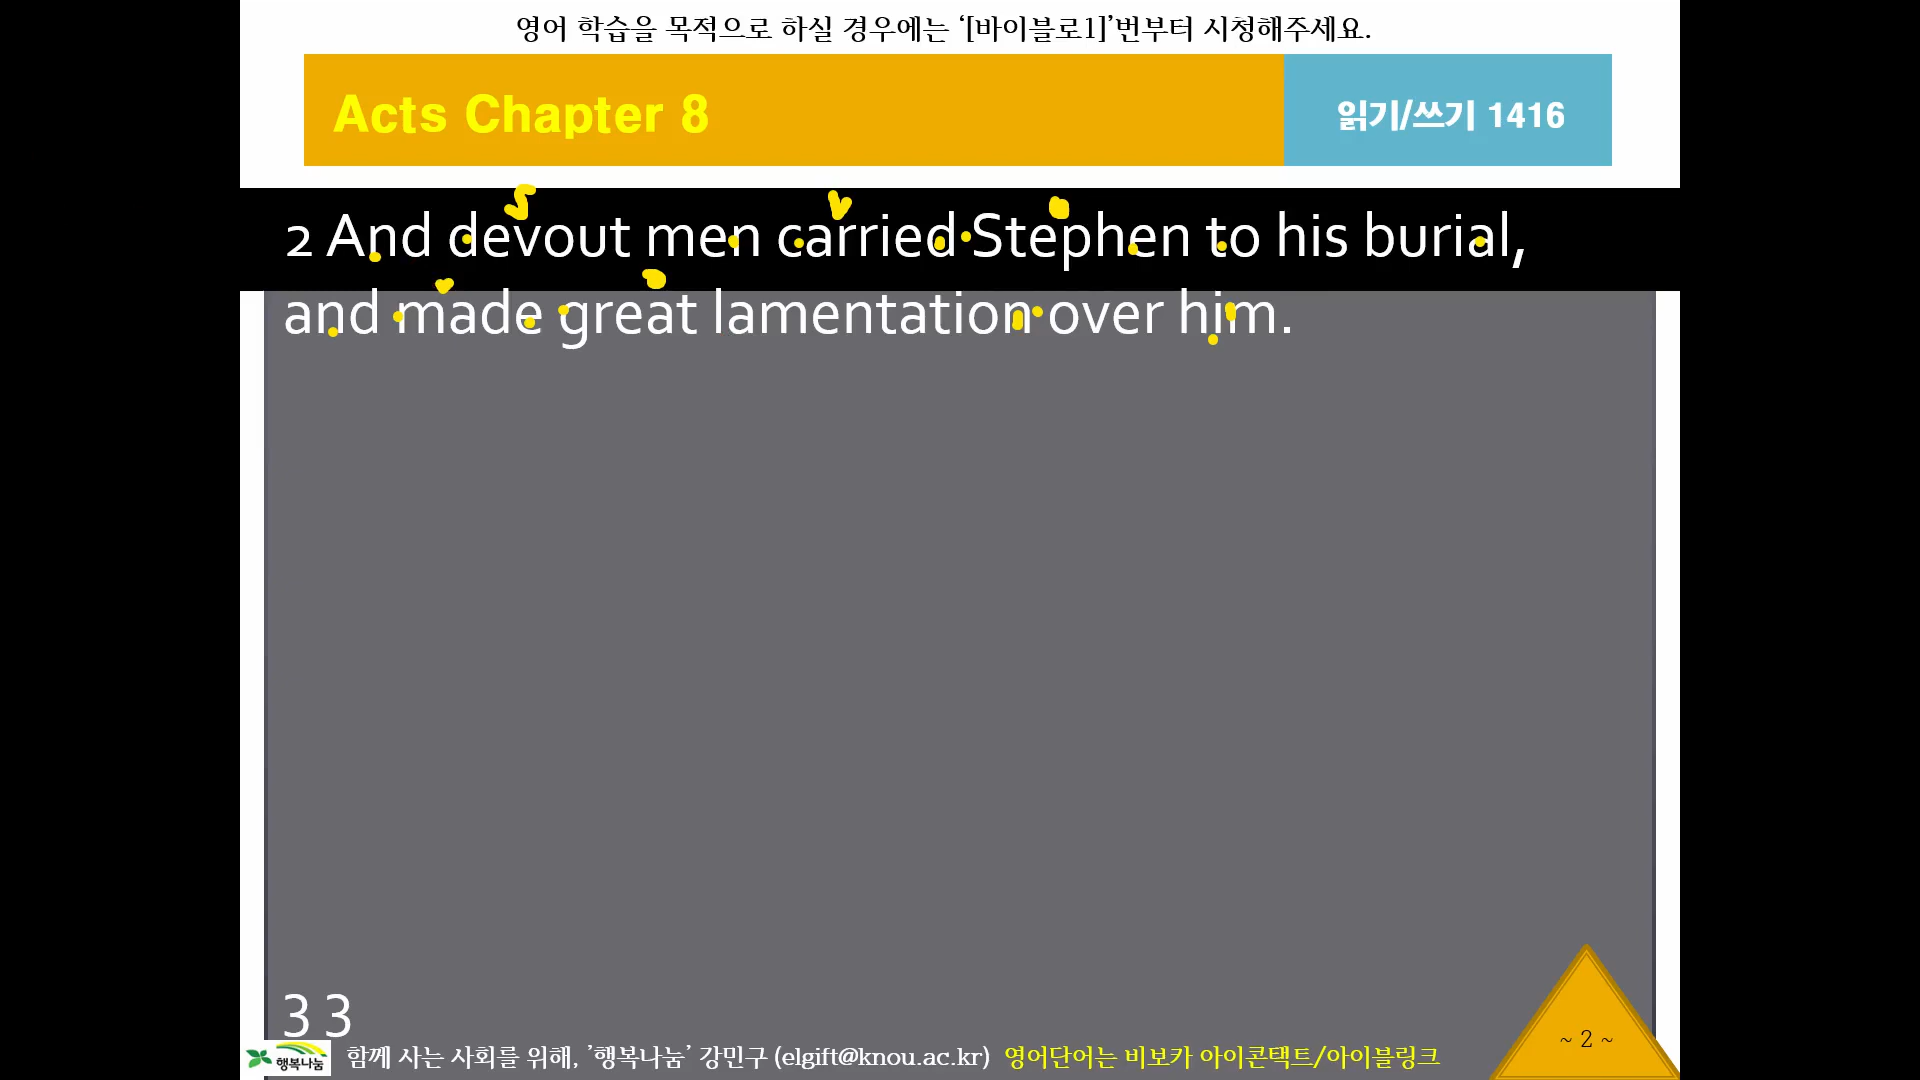 영어 학습을 목적으로 하실 경우에는 ‘[바이블로1]’번부터 시청해주세요.
Acts Chapter 8
읽기/쓰기 1416
2 And devout men carried Stephen to his burial,
and made great lamentation over him.
3 3
~ 2 ~
행복나눔
함께 사는 사회를 위해, ’행복나눔’ 강민구 (elgift@knou.ac.kr) 영어단어는 비보카 아이콘택트/아이블링크